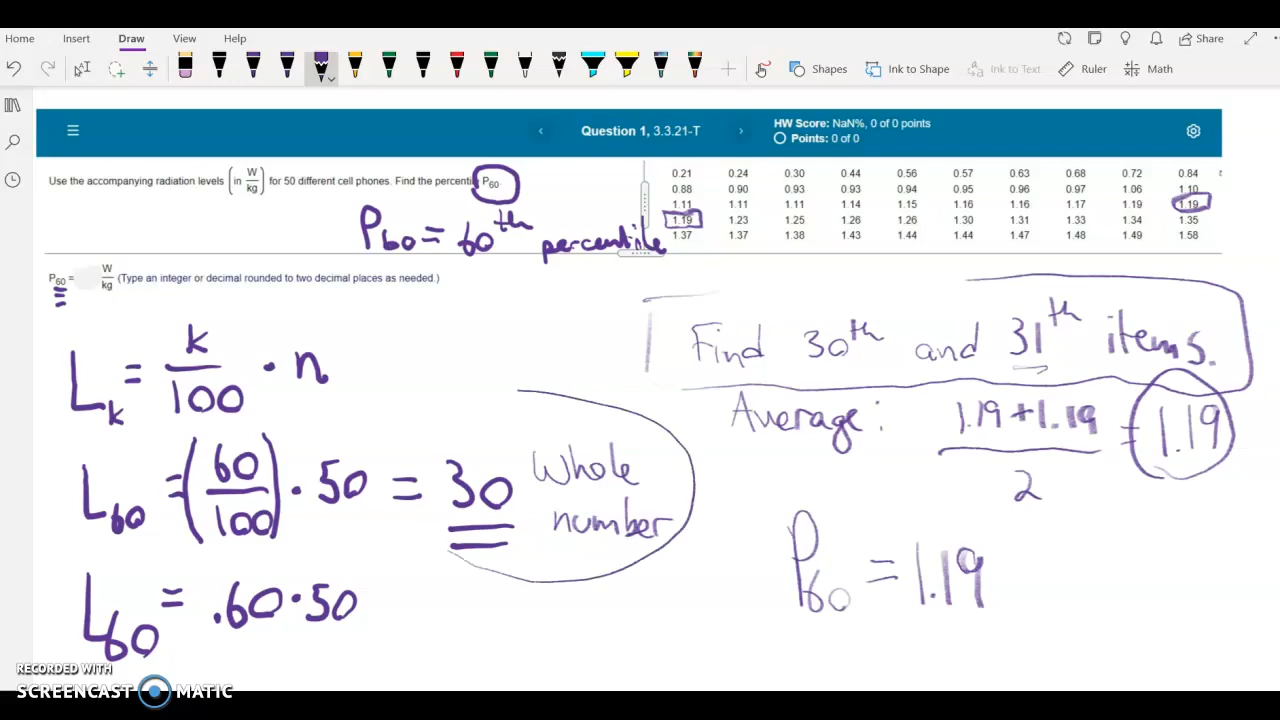 Home Insert Draw View Help
Share
Shapes Ink to Shape Ink to Text Ruler Math
Question 1, 3.3.21-T
HW Score: NaN%, 0 of 0 points
Points: 0 of 0
Use the accompanying radiation levels (in W/kg) for 50 different cell phones. Find the percentile P60.
0.21 0.24 0.30 0.44 0.56 0.57 0.63 0.68 0.72 0.84
0.88 0.90 0.93 0.93 0.94 0.95 0.96 0.97 1.06 1.10
1.11 1.11 1.11 1.14 1.15 1.16 1.16 1.17 1.19 1.19
1.19 1.23 1.25 1.26 1.26 1.30 1.31 1.33 1.34 1.35
1.37 1.37 1.38 1.43 1.44 1.44 1.47 1.48 1.49 1.58
P60 = 60th percentile
P60 = W/kg (Type an integer or decimal rounded to two decimal places as needed.)
Lk = k/100 · n
L60 = (60/100) · 50 = 30
Whole
number
L60 = .60 · 50
Find 30th and 31th items.
Average: 1.19 + 1.19 / 2 = 1.19
P60 = 1.19
RECORDED WITH
SCREENCAST MATIC